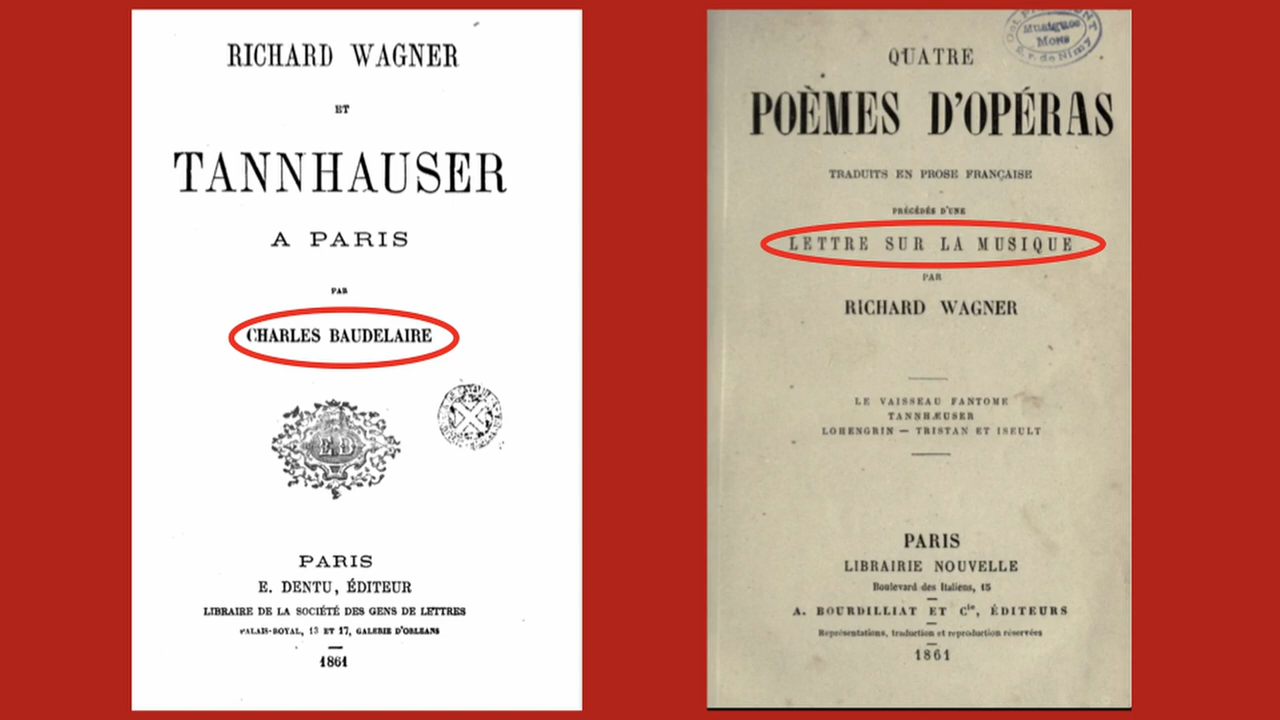 RICHARD WAGNER
ET
TANNHAUSER
A PARIS
PAR
CHARLES BAUDELAIRE
E D
PARIS
E. DENTU, ÉDITEUR
LIBRAIRE DE LA SOCIÉTÉ DES GENS DE LETTRES
PALAIS-ROYAL, 13 ET 17, GALERIE D'ORLEANS
1861
QUATRE
POÈMES D'OPÉRAS
TRADUITS EN PROSE FRANÇAISE
PRÉCÉDÉS D'UNE
LETTRE SUR LA MUSIQUE
PAR
RICHARD WAGNER
LE VAISSEAU FANTOME
TANNHÆUSER
LOHENGRIN — TRISTAN ET ISEULT
PARIS
LIBRAIRIE NOUVELLE
Boulevard des Italiens, 15
A. BOURDILLIAT ET Cie, ÉDITEURS
Représentations, traduction et reproduction réservées
1861
Musiques
Mons
r. de Nimy